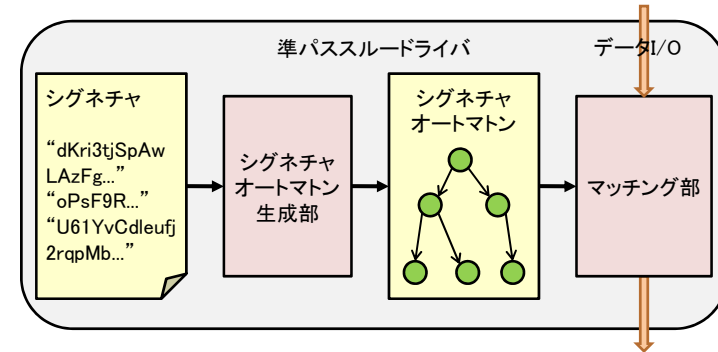 準パススルードライバ
データI/O
シグネチャ
“dKri3tjSpAw
LAzFg...”
“oPsF9R...”
“U61YvCdleufj
2rqpMb...”
シグネチャ
オートマトン
生成部
シグネチャ
オートマトン
マッチング部